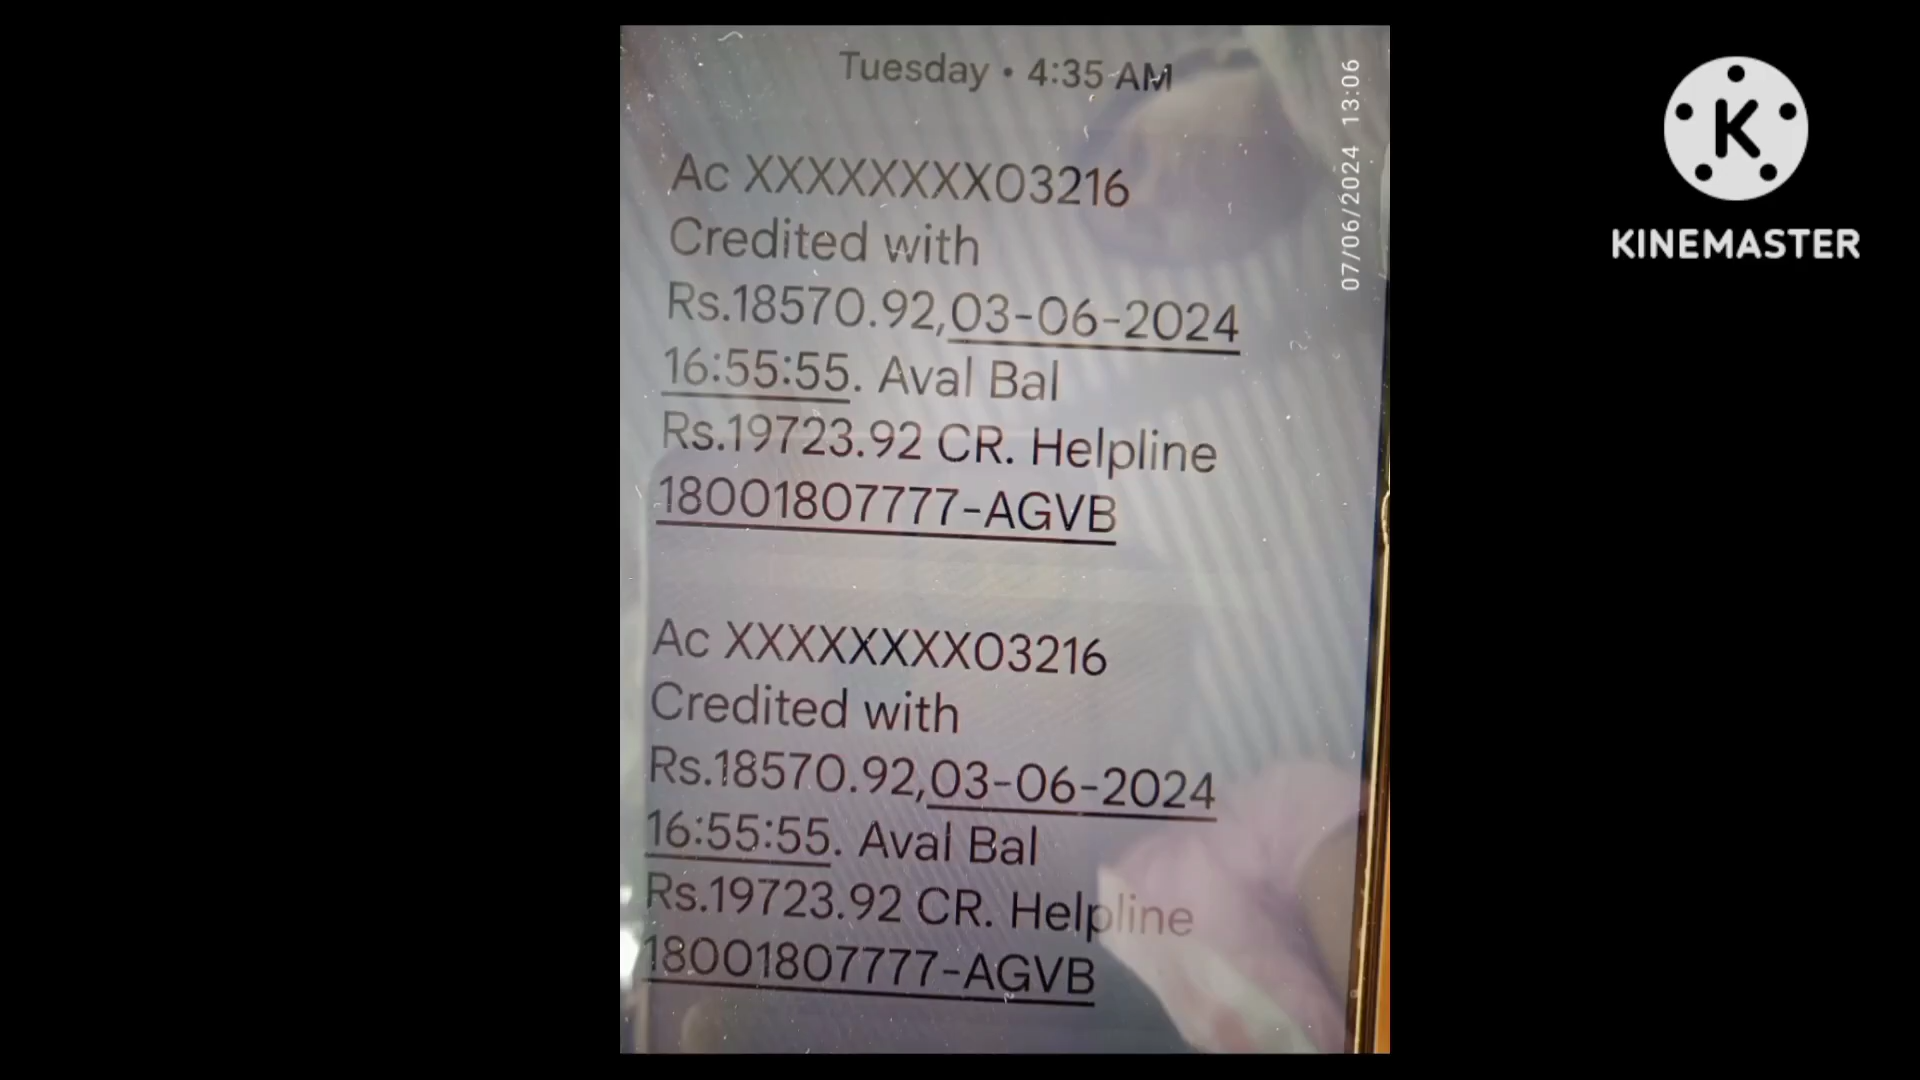 Tuesday • 4:35 AM
Ac XXXXXXXX03216
Credited with
Rs.18570.92,03-06-2024
16:55:55. Aval Bal
Rs.19723.92 CR. Helpline
18001807777-AGVB
Ac XXXXXXXX03216
Credited with
Rs.18570.92,03-06-2024
16:55:55. Aval Bal
Rs.19723.92 CR. Helpline
18001807777-AGVB
07/06/2024 13:06
K
KINEMASTER